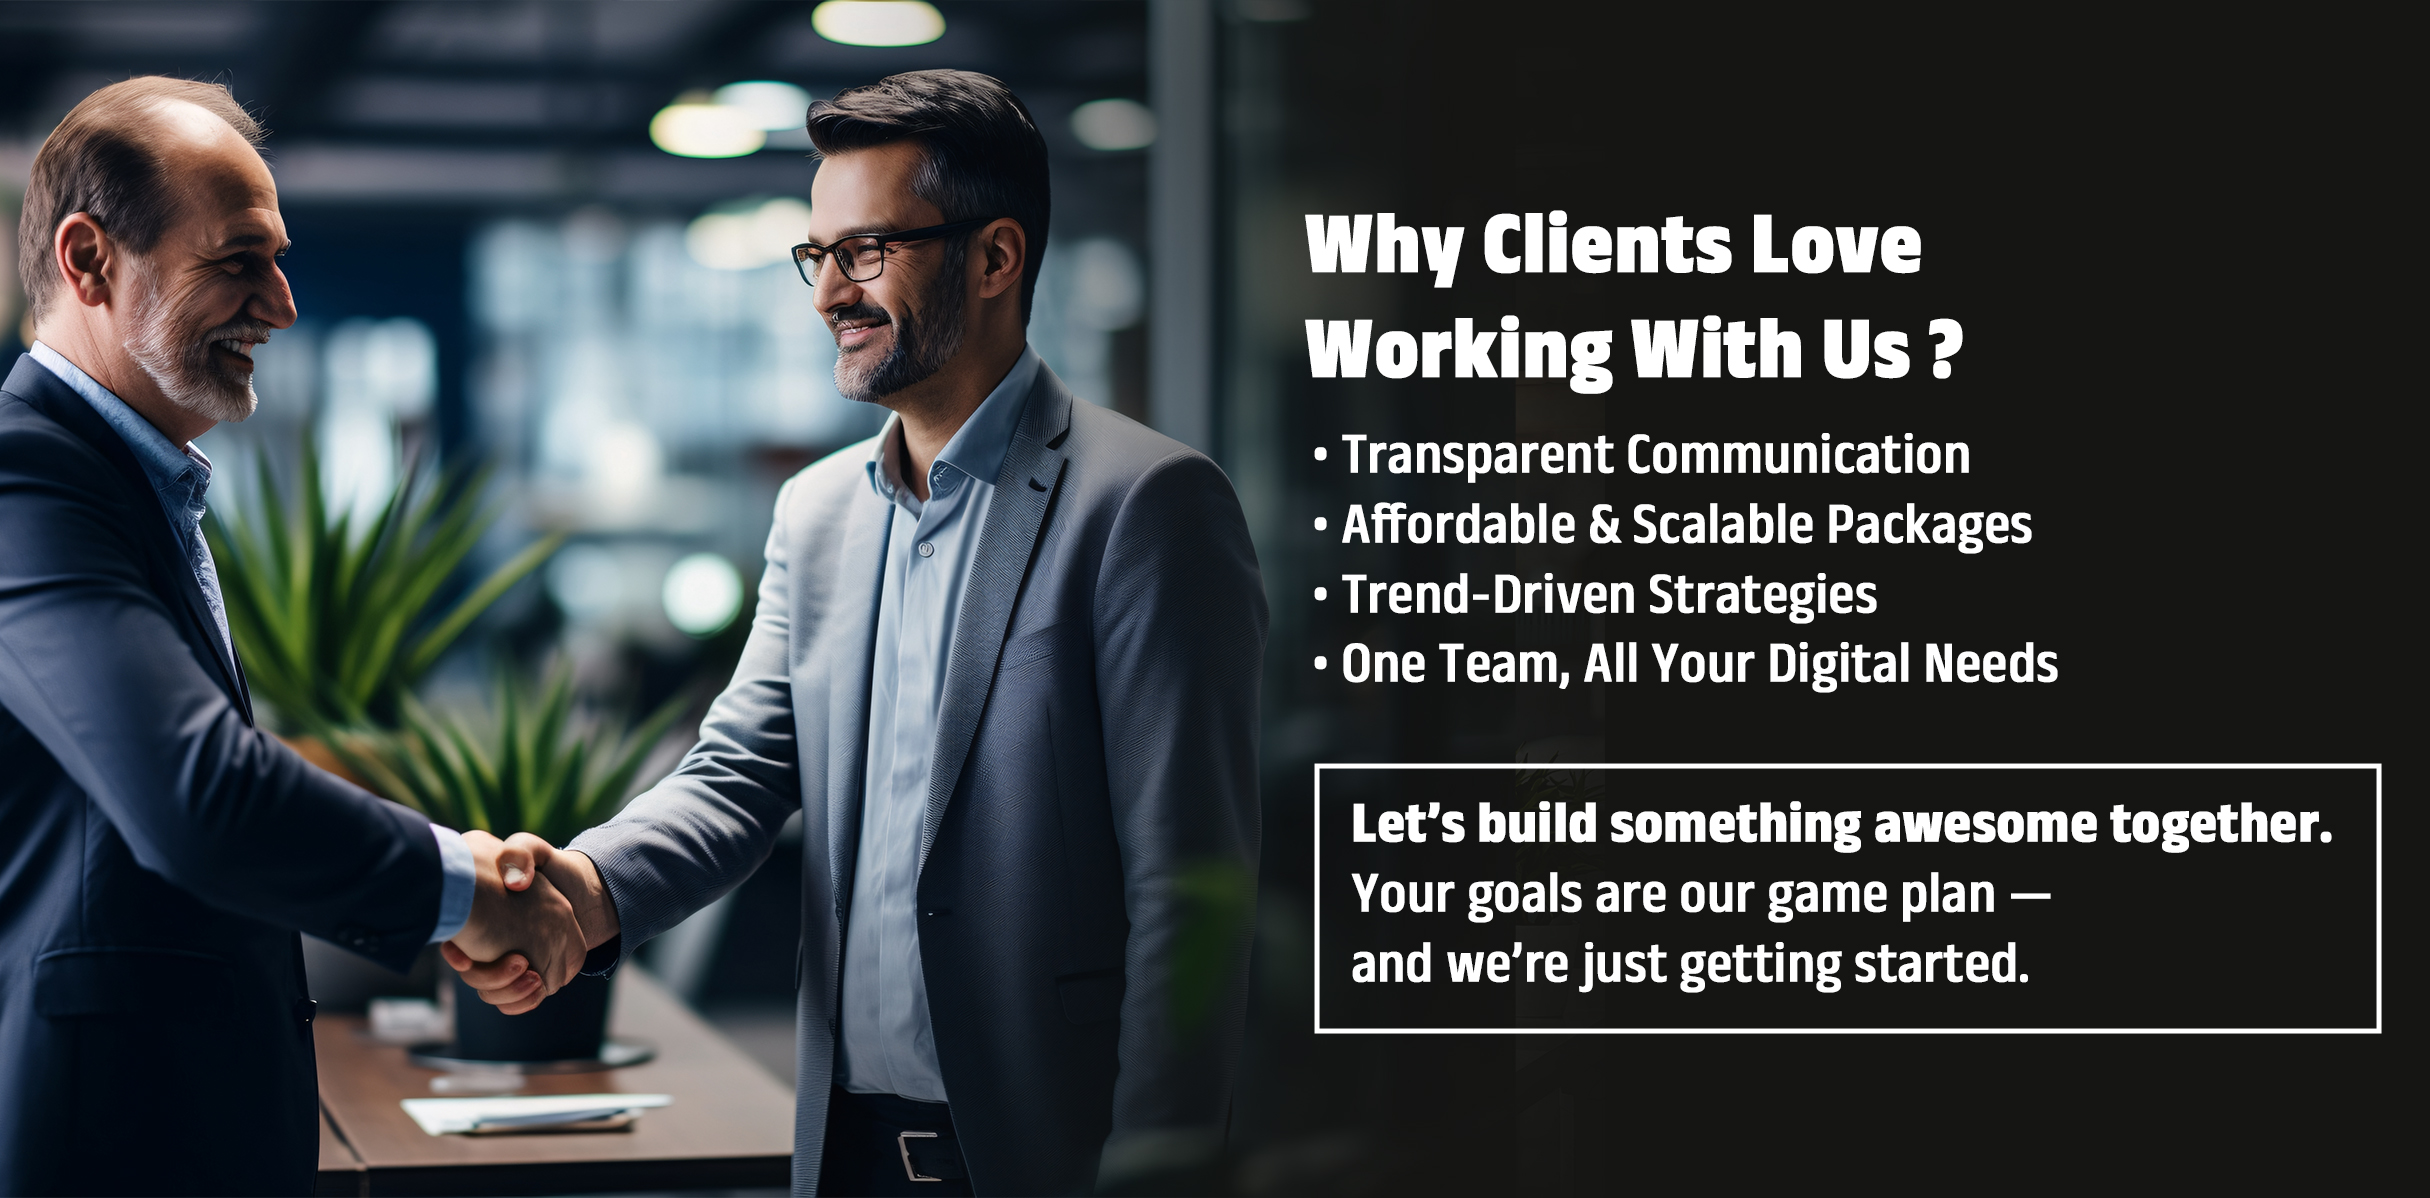 Why Clients Love
Working With Us ?
• Transparent Communication
• Affordable & Scalable Packages
• Trend-Driven Strategies
• One Team, All Your Digital Needs
Let’s build something awesome together.
Your goals are our game plan —
and we’re just getting started.